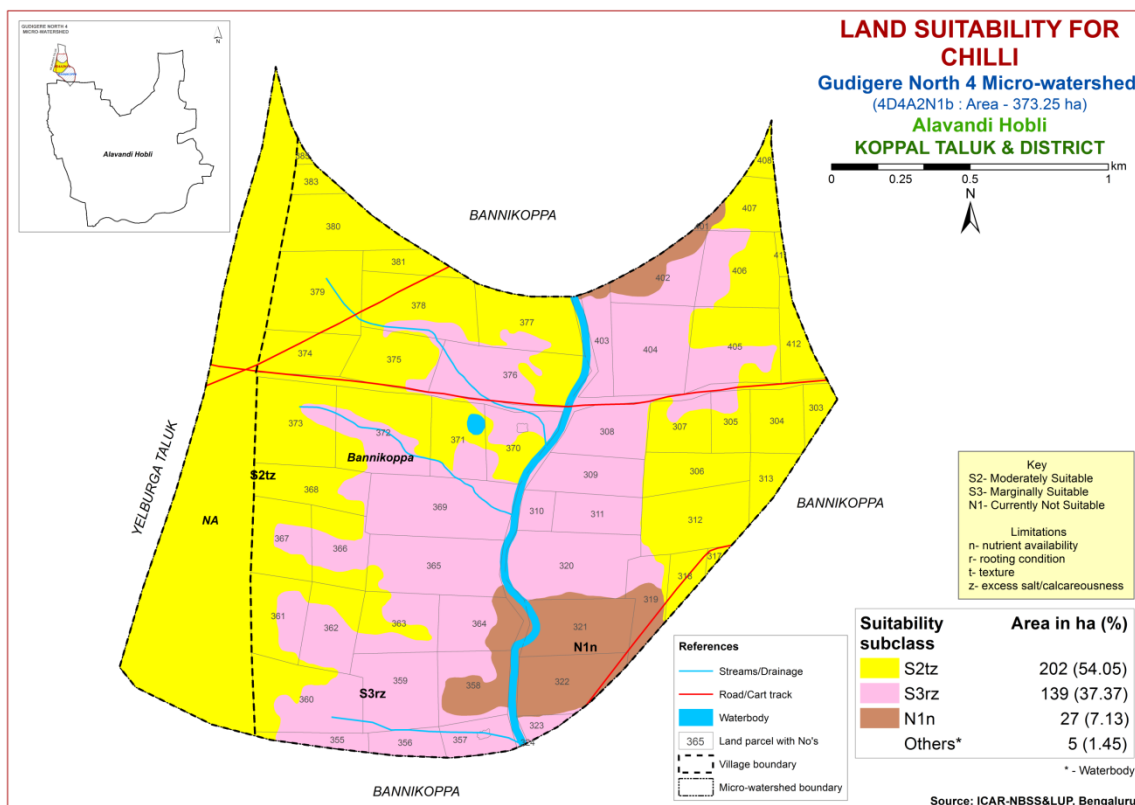 GUDIGERE NORTH 4
MICRO-WATERSHED
N
Alavandi Hobli
LAND SUITABILITY FOR
CHILLI
Gudigere North 4 Micro-watershed
(4D4A2N1b : Area - 373.25 ha)
Alavandi Hobli
KOPPAL TALUK & DISTRICT
km
0 0.25 0.5 1
N
BANNIKOPPA
408
383
407
380
402
381
406
379
378
377
403
404
405
412
374
375
376
373
372
371
370
308
307
305
304
303
Bannikoppa
S2tz
309
306
313
BANNIKOPPA
YELBURGA TALUK
NA
368
369
310
311
312
367
366
365
320
317
318
319
361
362
363
364
321
N1n
358
322
359
S3rz
360
323
355
356
357
BANNIKOPPA
Key
S2- Moderately Suitable
S3- Marginally Suitable
N1- Currently Not Suitable
Limitations
n- nutrient availability
r- rooting condition
t- texture
z- excess salt/calcareousness
References
Streams/Drainage
Road/Cart track
Waterbody
365 Land parcel with No's
Village boundary
Micro-watershed boundary
Suitability subclass Area in ha (%)
S2tz 202 (54.05)
S3rz 139 (37.37)
N1n 27 (7.13)
Others* 5 (1.45)
* - Waterbody
Source: ICAR-NBSS&LUP, Bengaluru